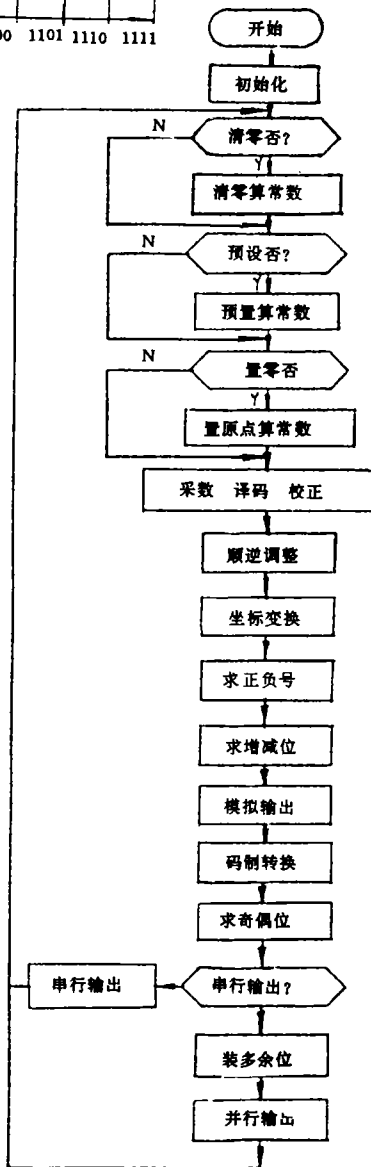 00 1101 1110 1111
开始
初始化
清零否?
N
Y
清零算常数
预设否?
N
Y
预量算常数
置零否
N
Y
置原点算常数
采数 译码 校正
顺逆调整
坐标变换
求正负号
求增减位
模拟输出
码制转换
求奇偶位
串行输出 串行输出?
装多余位
并行输出